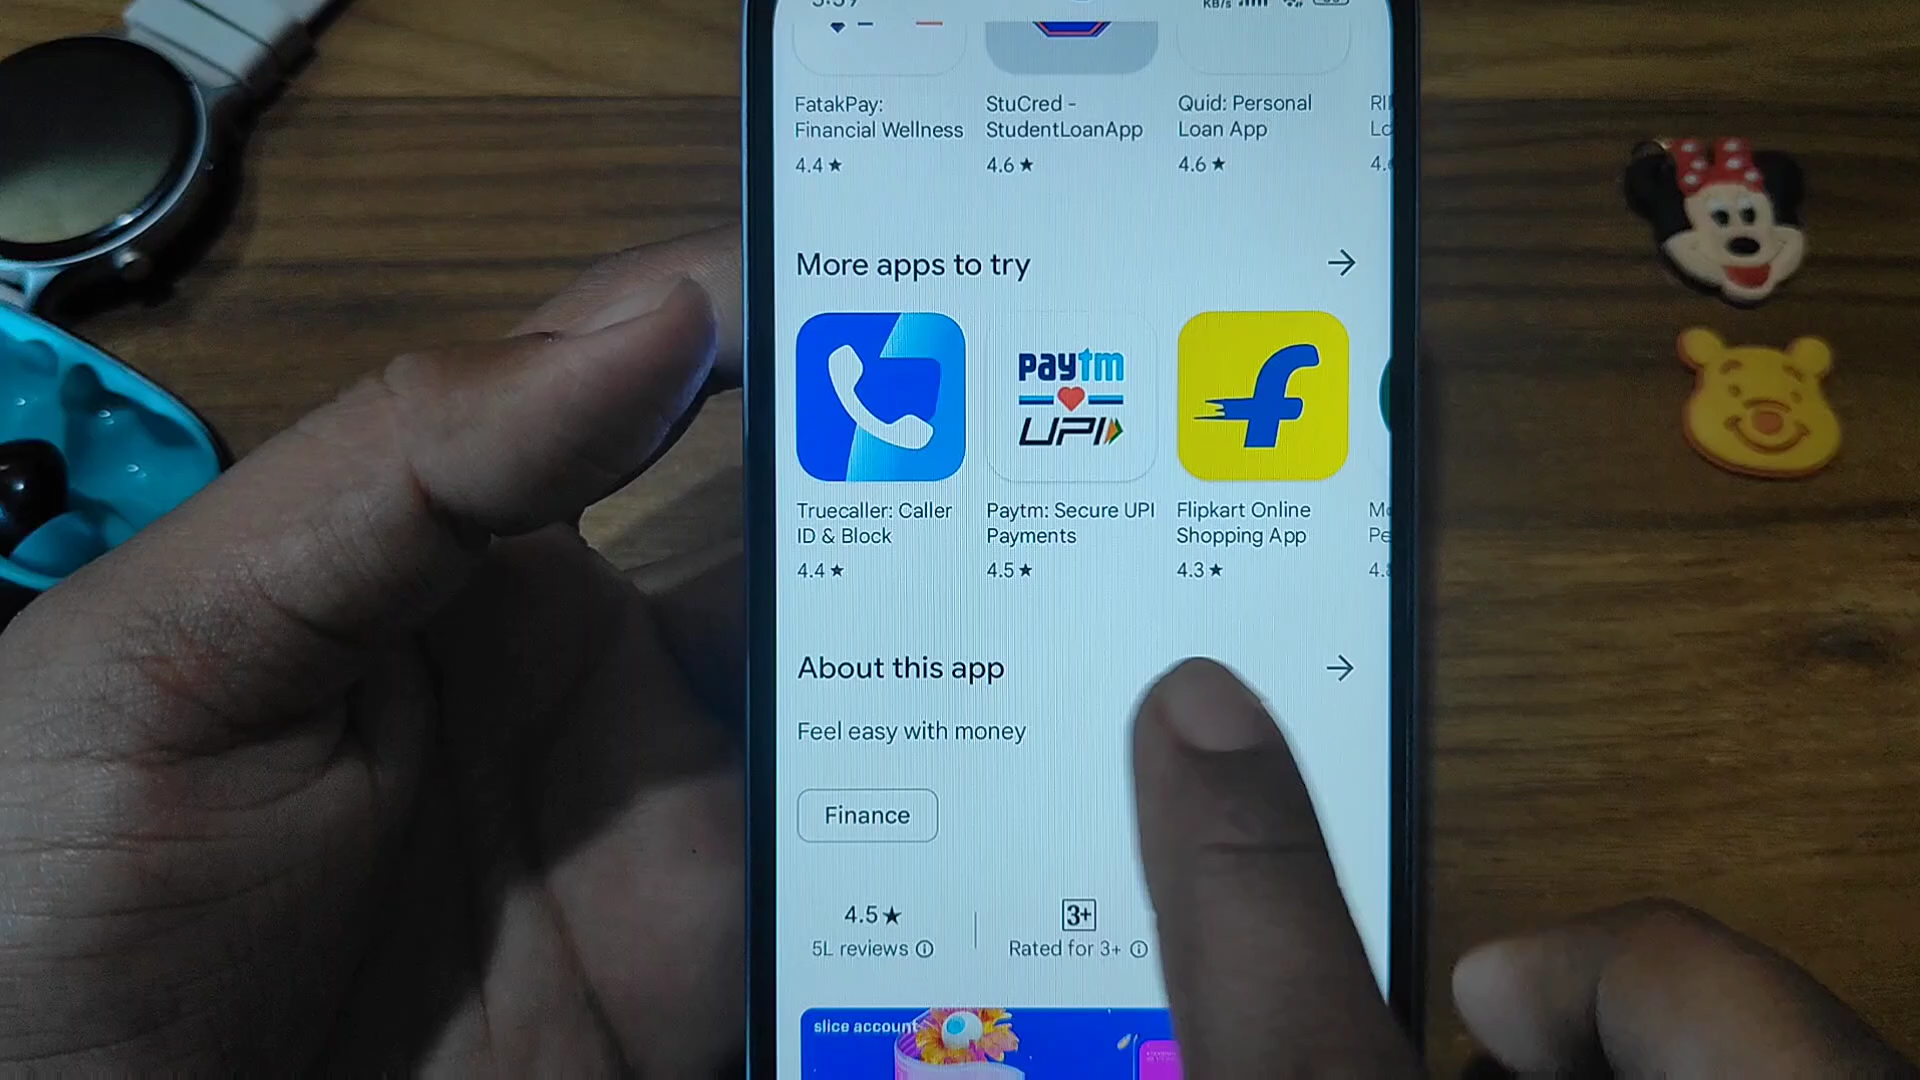 KB/s
FatakPay:
Financial Wellness
4.4 ★
StuCred -
StudentLoanApp
4.6 ★
Quid: Personal
Loan App
4.6 ★
More apps to try
paytm
UPI
Truecaller: Caller
ID & Block
4.4 ★
Paytm: Secure UPI
Payments
4.5 ★
Flipkart Online
Shopping App
4.3 ★
About this app
Feel easy with money
Finance
4.5 ★
5L reviews
3+
Rated for 3+
slice account